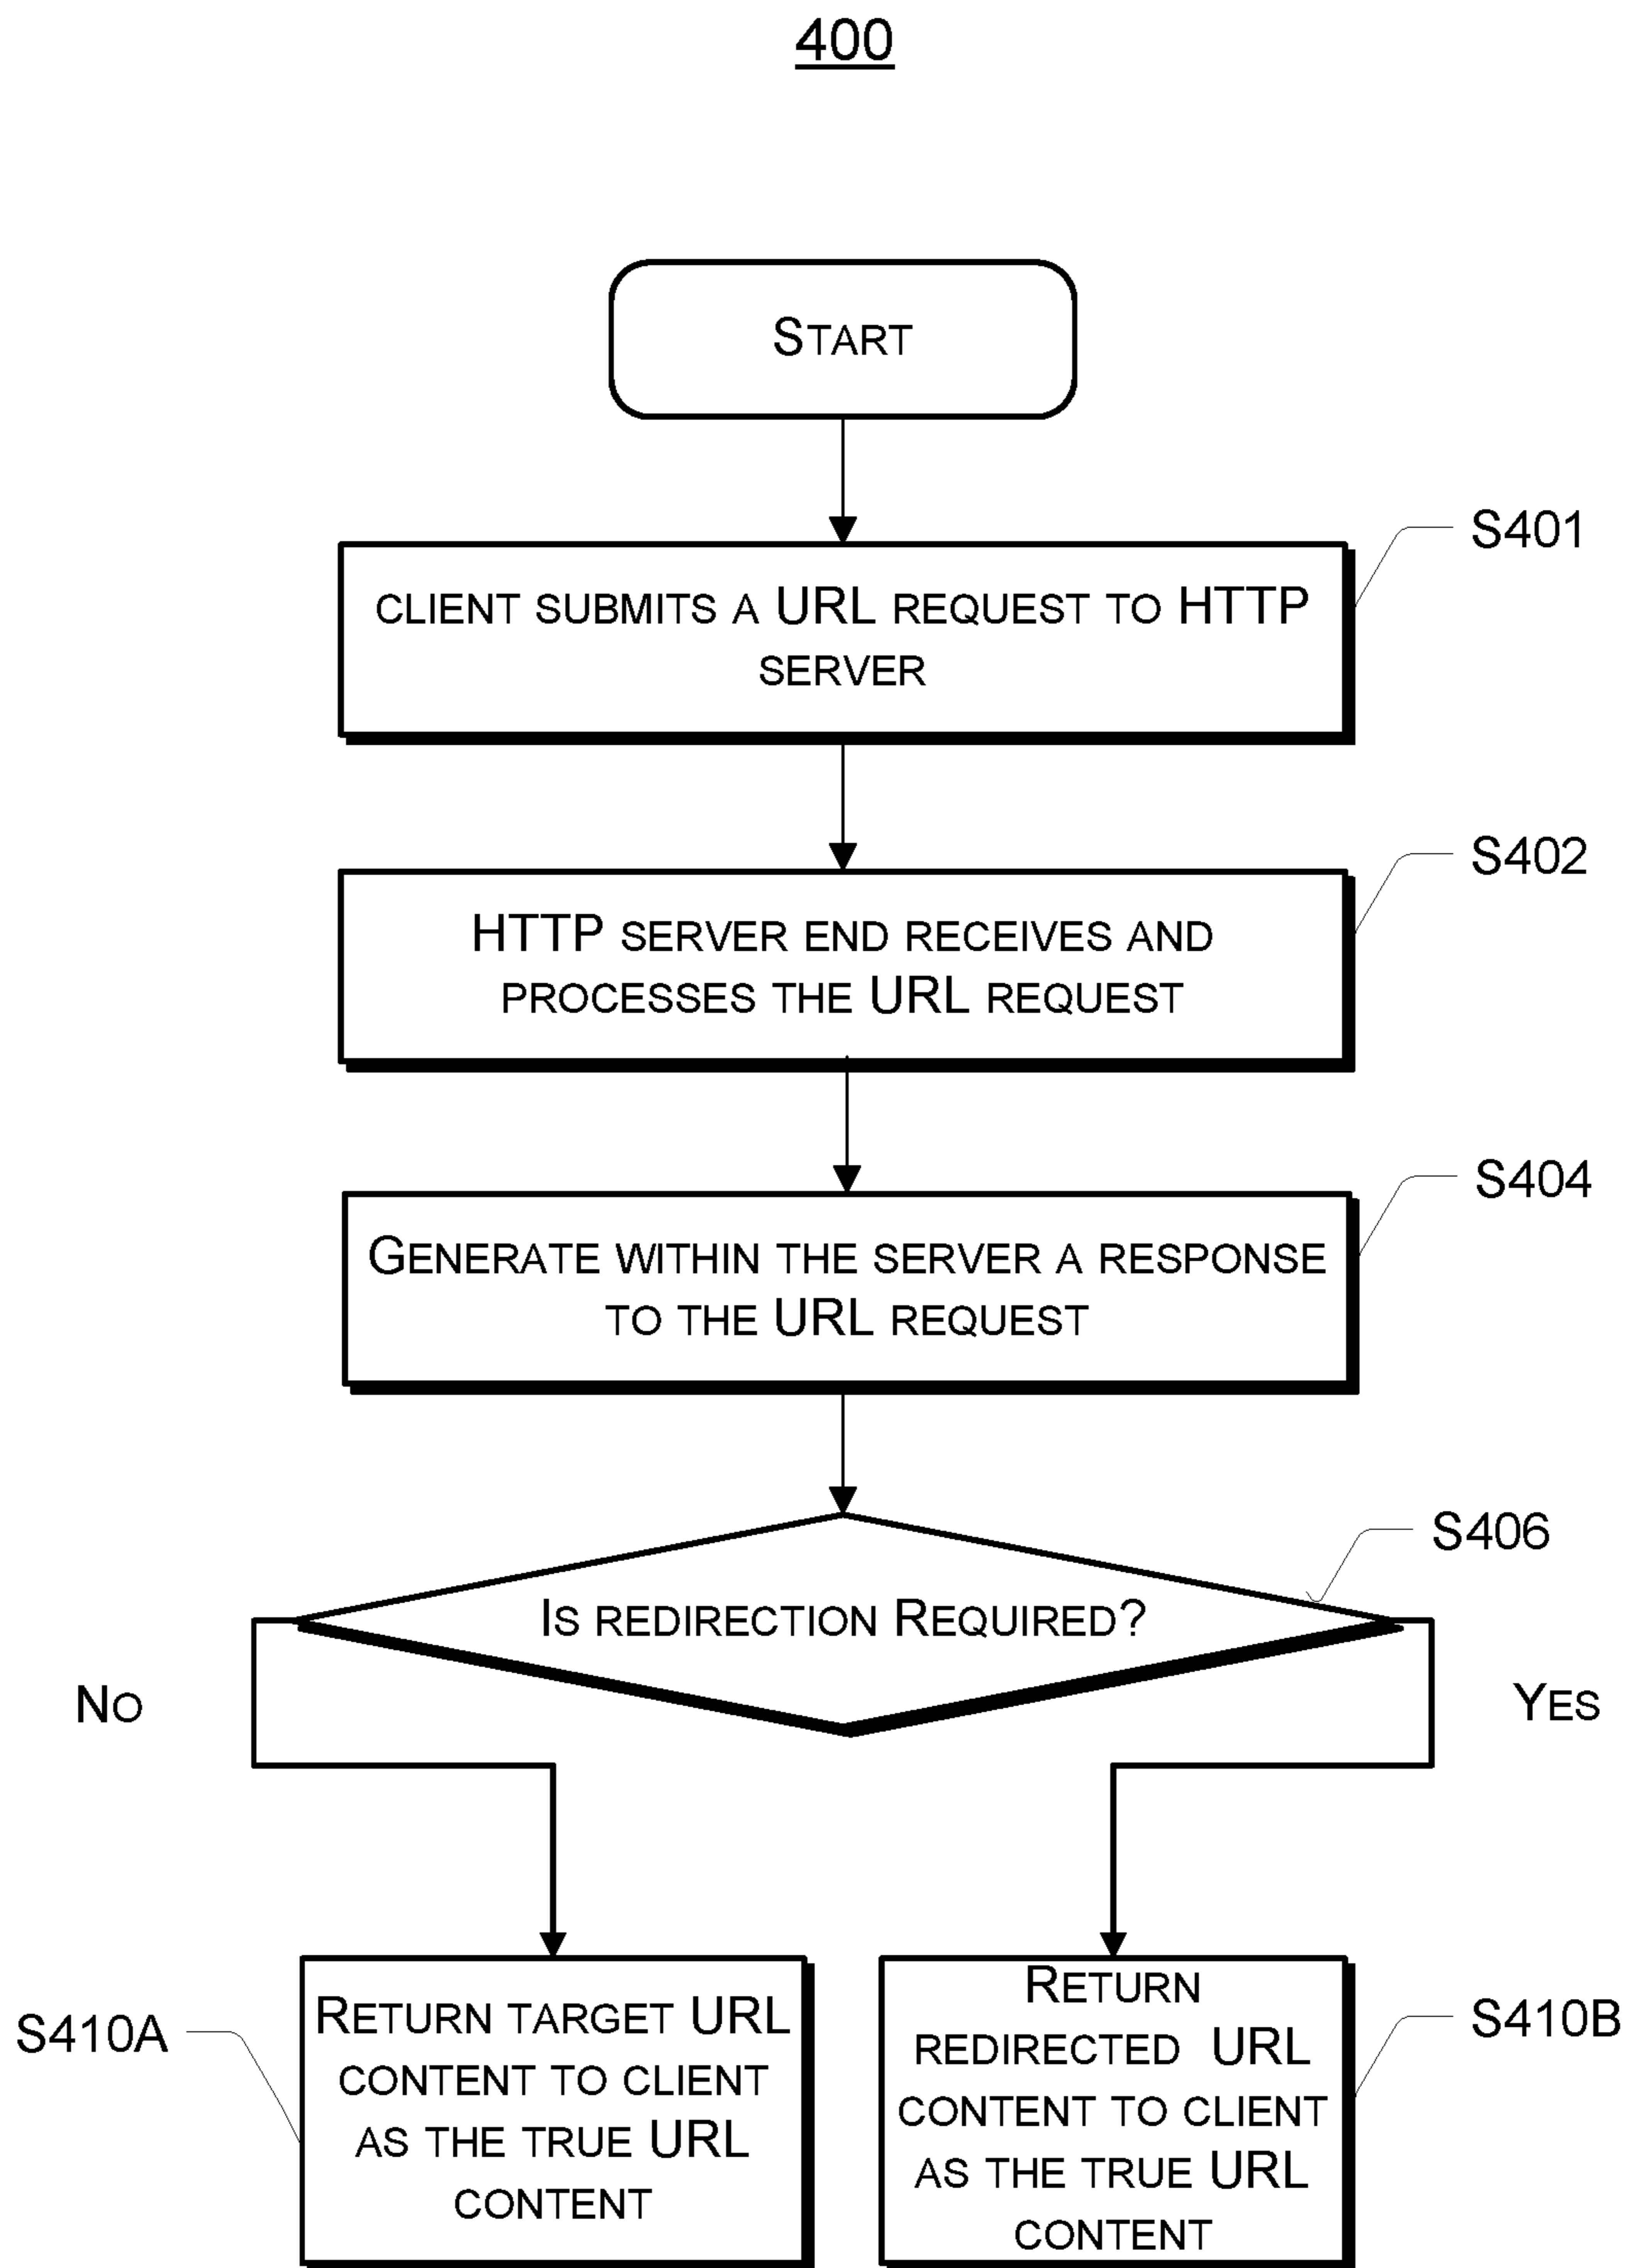 400
START
S401
CLIENT SUBMITS A URL REQUEST TO HTTP
SERVER
S402
HTTP SERVER END RECEIVES AND
PROCESSES THE URL REQUEST
S404
GENERATE WITHIN THE SERVER A RESPONSE
TO THE URL REQUEST
S406
IS REDIRECTION REQUIRED?
NO
YES
S410A
RETURN TARGET URL
CONTENT TO CLIENT
AS THE TRUE URL
CONTENT
RETURN
REDIRECTED URL
CONTENT TO CLIENT
AS THE TRUE URL
CONTENT
S410B